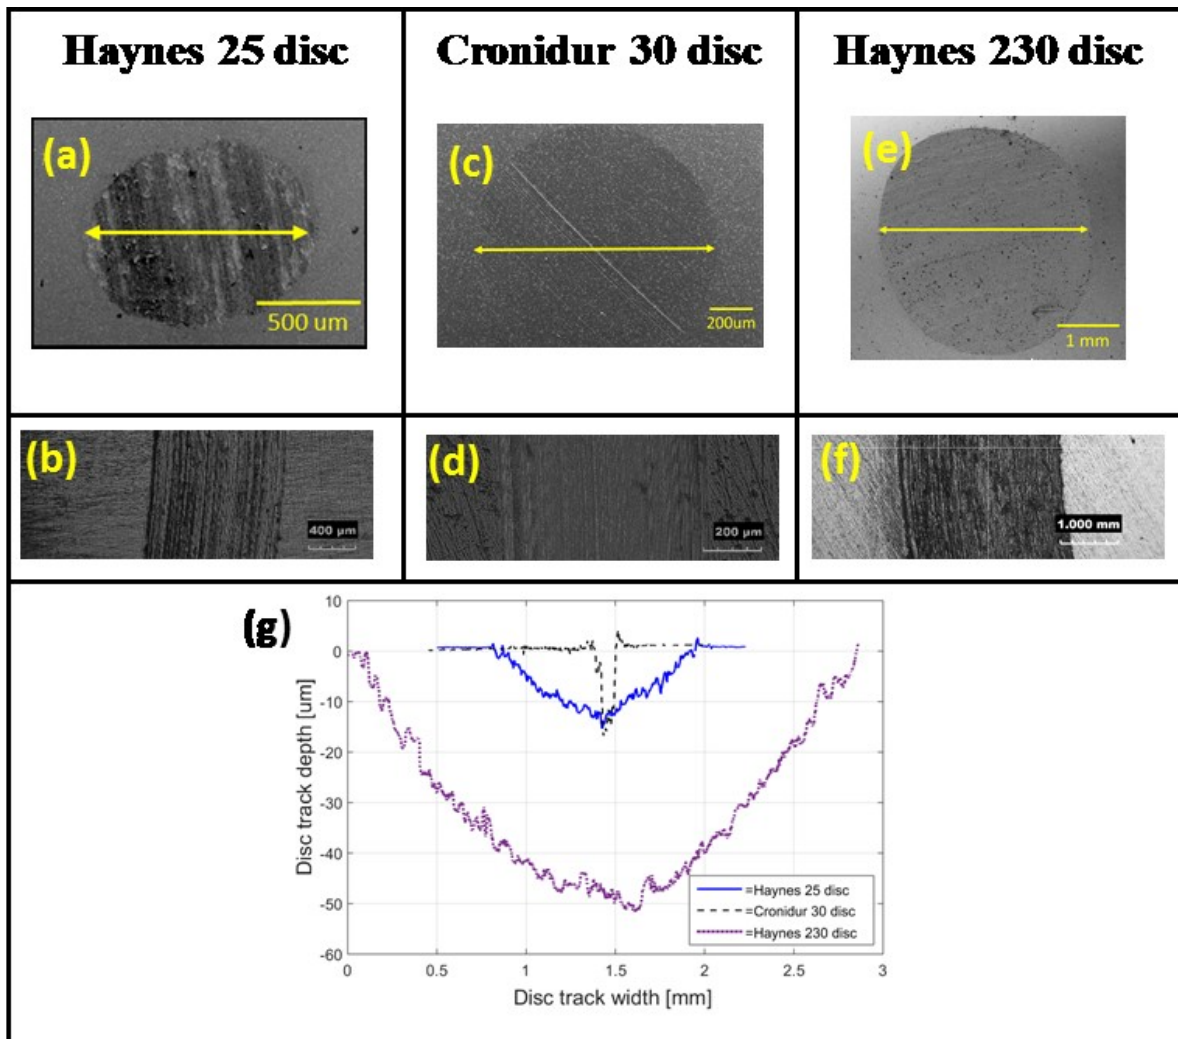 Haynes 25 disc
Cronidur 30 disc
Haynes 230 disc
(a)
500 um
(c)
200um
(e)
1 mm
(b)
400 µm
(d)
200 µm
(f)
1.000 mm
(g)
10
0
-10
-20
-30
-40
-50
-60
Disc track depth [um]
=Haynes 25 disc
=Cronidur 30 disc
=Haynes 230 disc
0
0.5
1
1.5
2
2.5
3
Disc track width [mm]